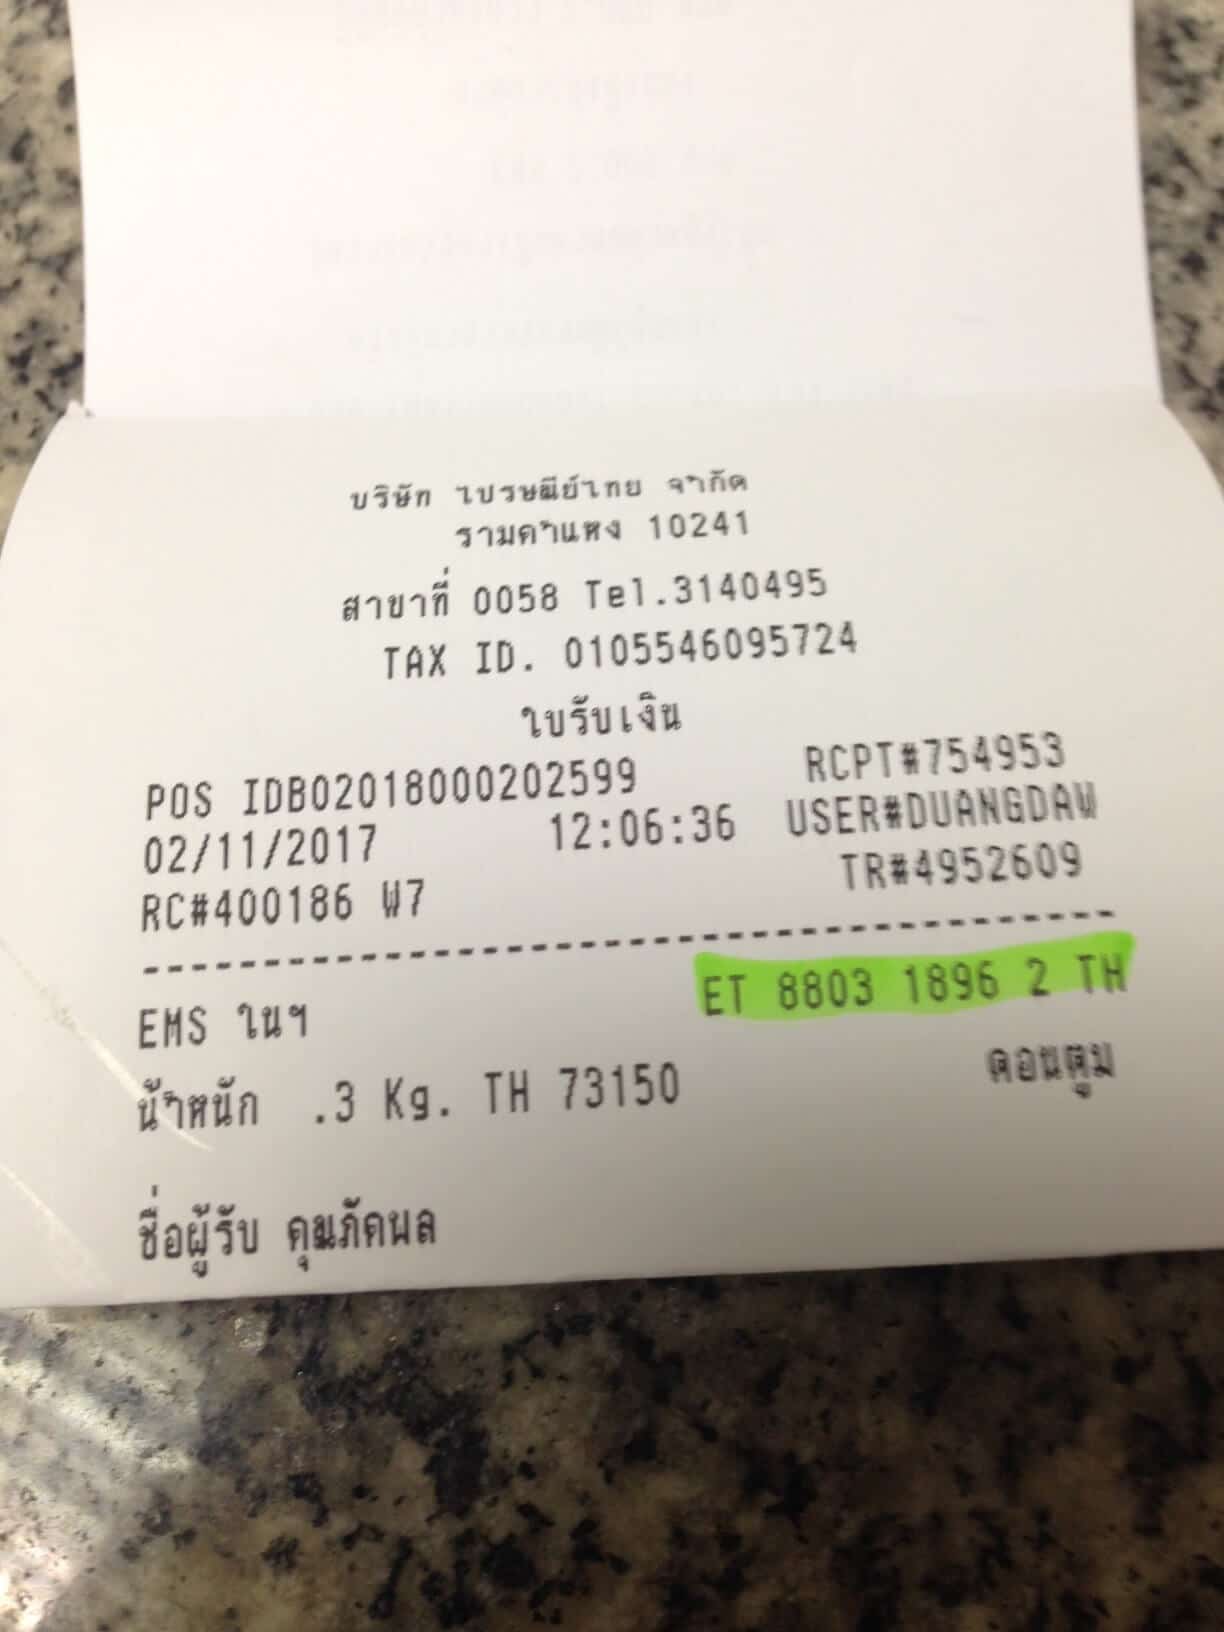 บริษัท ไปรษณีย์ไทย จำกัด
รามคำแหง 10241
สาขาที่ 0058 Tel.3140495
TAX ID. 0105546095724
ใบรับเงิน
POS IDB02018000202599 RCPT#754953
02/11/2017 12:06:36 USER#DUANGDAW
RC#400186 W7 TR#4952609
EMS ในฯ ET 8803 1896 2 TH
น้ำหนัก .3 Kg. TH 73150 ดอนตูม
ชื่อผู้รับ คุณภัคพล